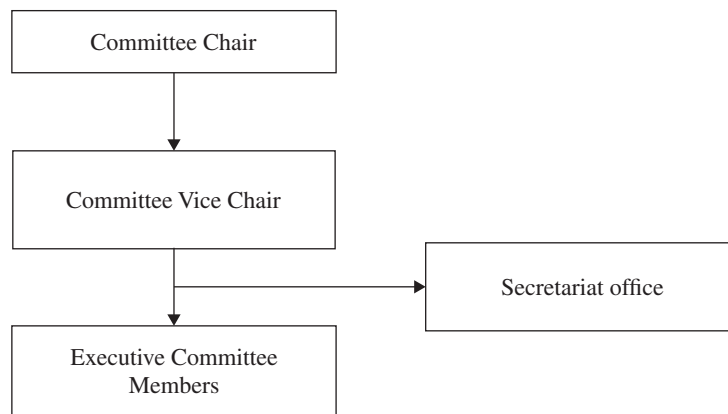 Committee Chair
Committee Vice Chair
Secretariat office
Executive Committee
Members